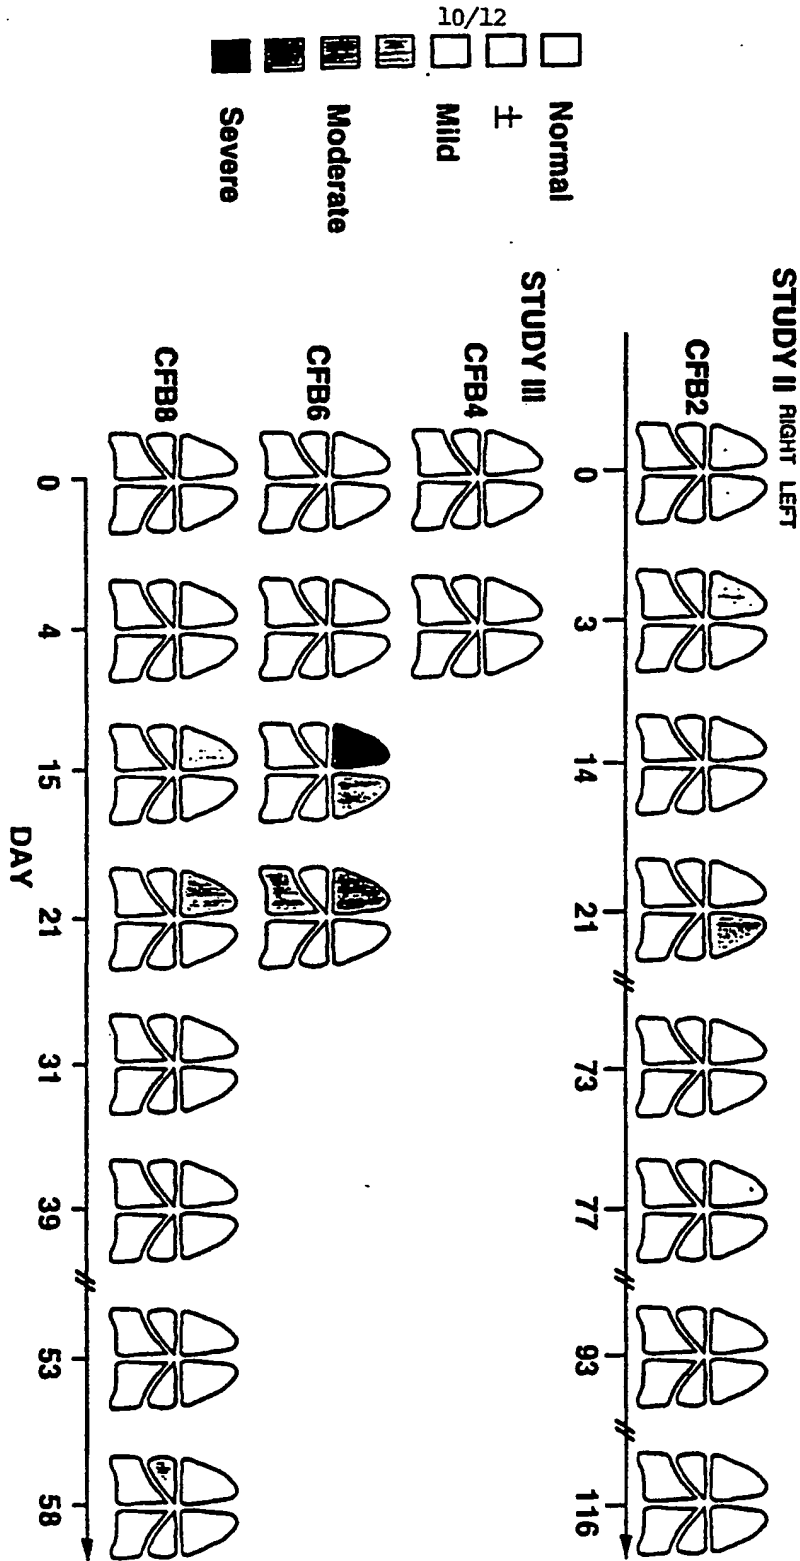 10/12
STUDY II RIGHT LEFT
CFB2
0 3 14 21 73 77 93 116
STUDY III
CFB4
CFB6
CFB8
0 4 15 21 31 39 53 58
DAY
Normal
±
Mild
Moderate
Severe